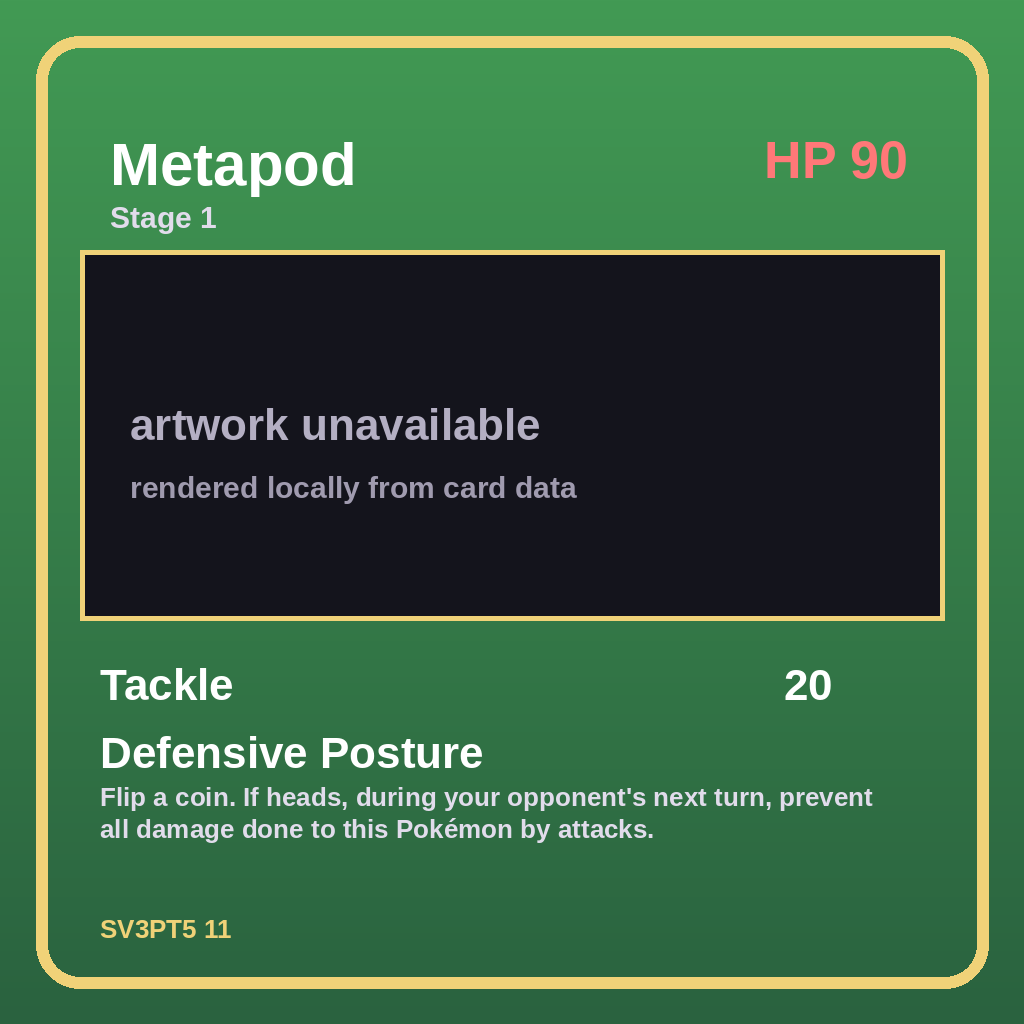 Metapod
HP 90
Stage 1
artwork unavailable
rendered locally from card data
Tackle 20
Defensive Posture
Flip a coin. If heads, during your opponent's next turn, prevent
all damage done to this Pokémon by attacks.
SV3PT5 11